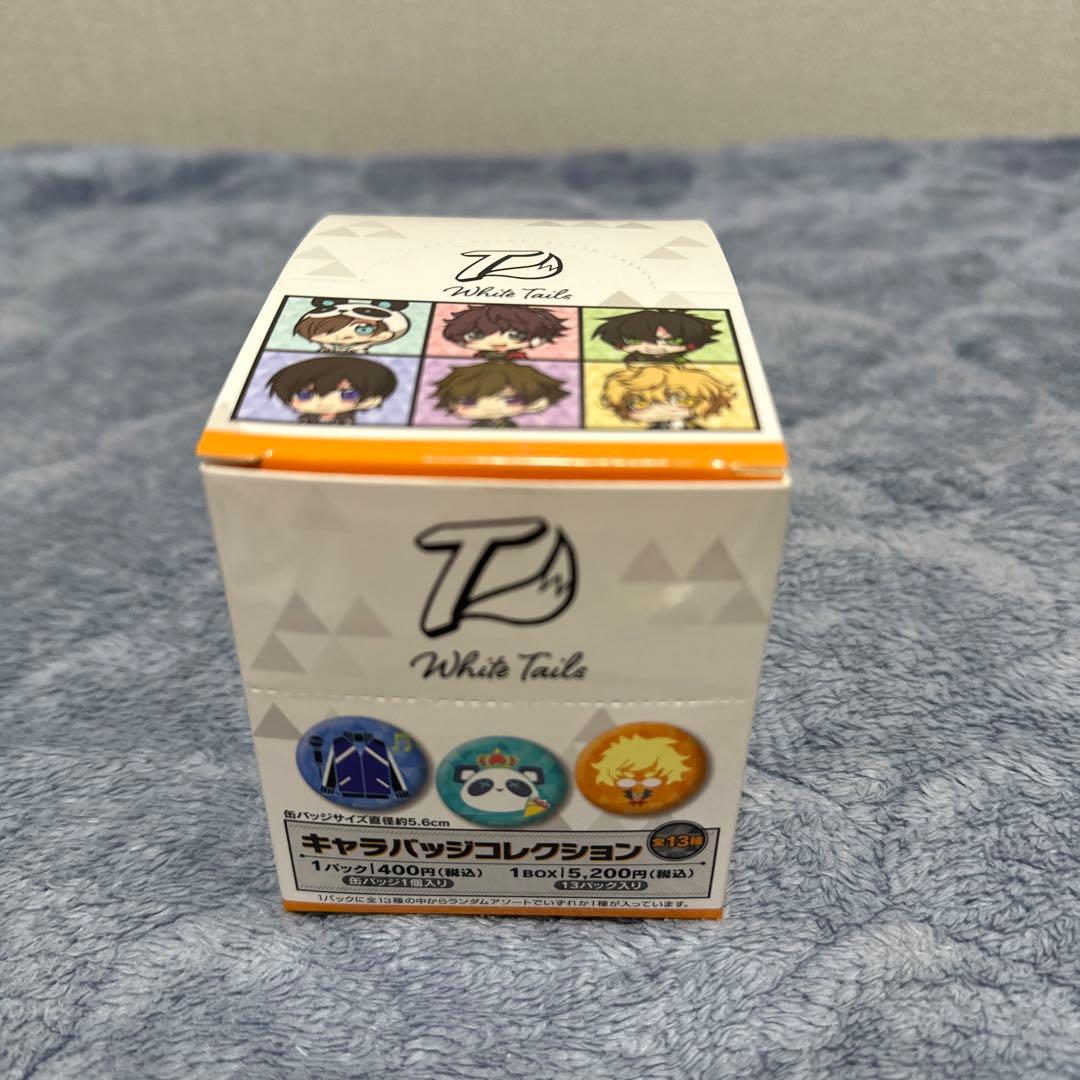 White Tails
White Tails
缶バッジサイズ直径約5.6cm
キャラバッジコレクション 全13種
1パック|400円(税込) 1BOX|5,200円(税込)
缶バッジ1個入り 13パック入り
1パックに全13種の中からランダムアソートでいずれか1種が入っています。